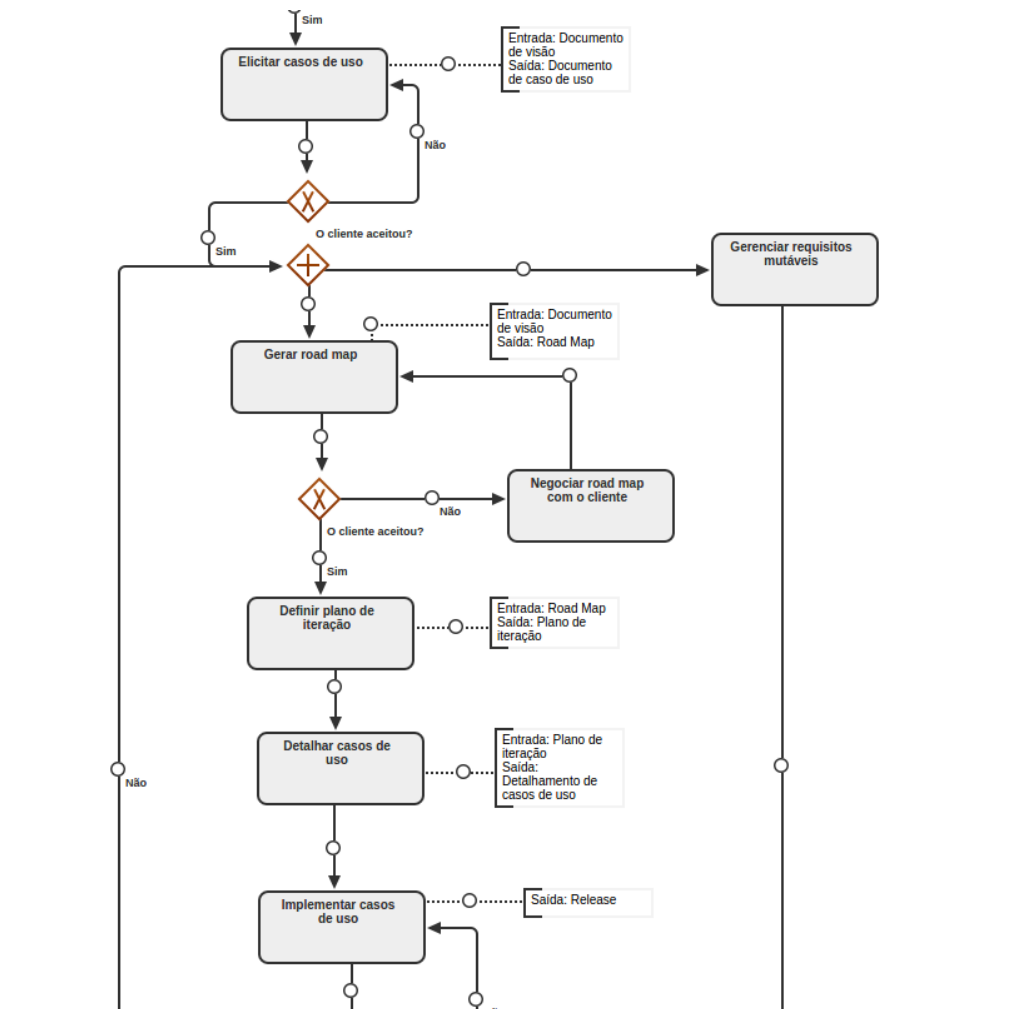 Sim
Elicitar casos de uso
Entrada: Documento
de visão
Saída: Documento
de caso de uso
Não
O cliente aceitou?
Sim
Gerenciar requisitos
mutáveis
Entrada: Documento
de visão
Saída: Road Map
Gerar road map
Negociar road map
com o cliente
Não
O cliente aceitou?
Sim
Definir plano de
iteração
Entrada: Road Map
Saída: Plano de
iteração
Detalhar casos de
uso
Entrada: Plano de
iteração
Saída:
Detalhamento de
casos de uso
Não
Implementar casos
de uso
Saída: Release